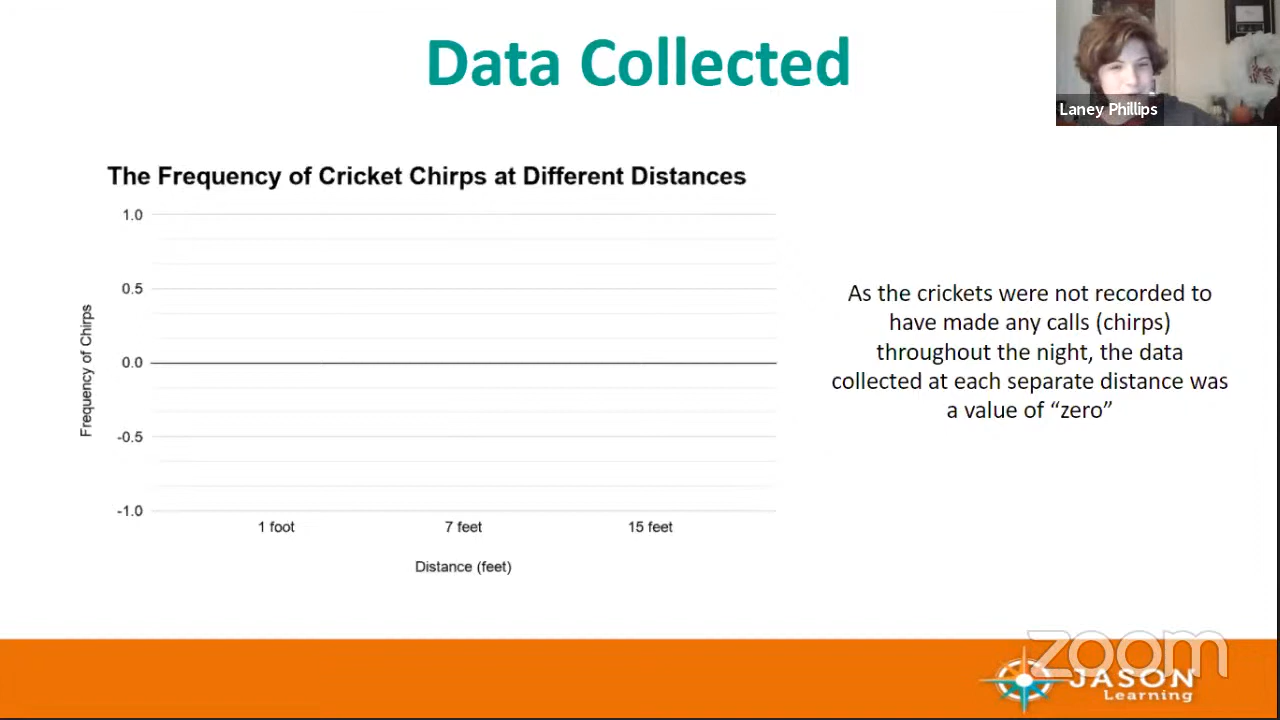 Data Collected
Laney Phillips
The Frequency of Cricket Chirps at Different Distances
1.0
0.5
0.0
-0.5
-1.0
Frequency of Chirps
1 foot
7 feet
15 feet
Distance (feet)
As the crickets were not recorded to
have made any calls (chirps)
throughout the night, the data
collected at each separate distance was
a value of “zero”
zoom
JASON
Learning